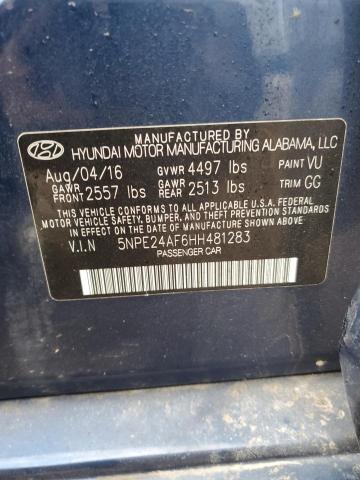 MANUFACTURED BY
HYUNDAI MOTOR MANUFACTURING ALABAMA, LLC
Aug/04/16 GVWR 4497 lbs PAINT VU
GAWR FRONT 2557 lbs GAWR REAR 2513 lbs TRIM GG
THIS VEHICLE CONFORMS TO ALL APPLICABLE U.S.A. FEDERAL
MOTOR VEHICLE SAFETY, BUMPER, AND THEFT PREVENTION
STANDARDS IN EFFECT ON THE DATE OF MANUFACTURE SHOWN ABOVE.
V.I.N 5NPE24AF6HH481283
PASSENGER CAR